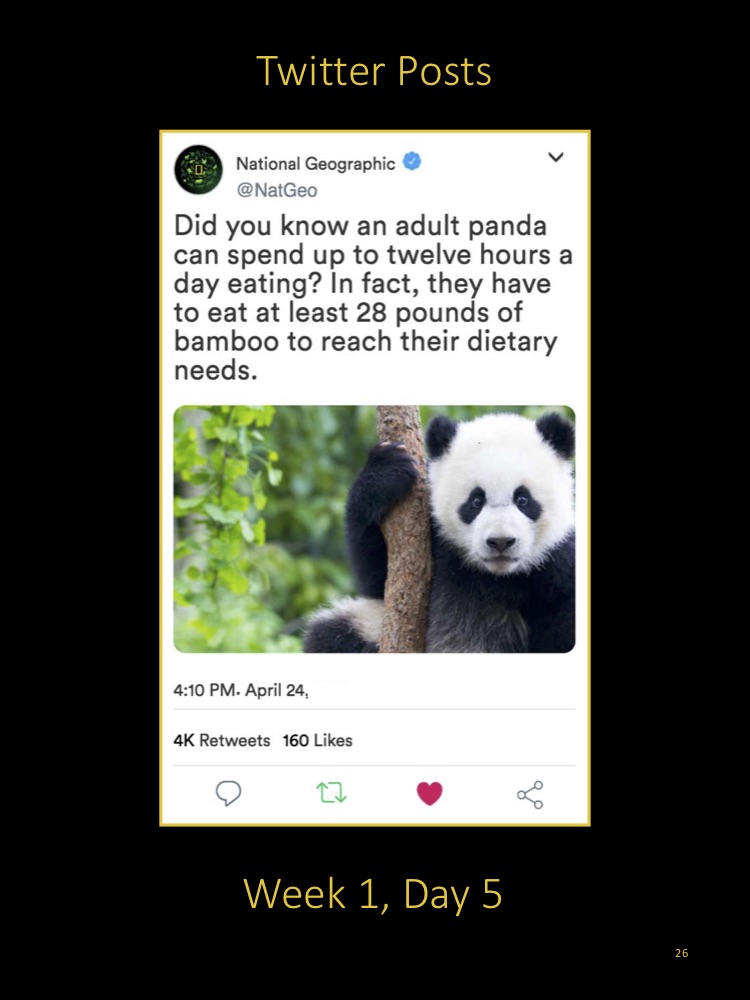 Twitter Posts
National Geographic
@NatGeo
Did you know an adult panda
can spend up to twelve hours a
day eating? In fact, they have
to eat at least 28 pounds of
bamboo to reach their dietary
needs.
4:10 PM. April 24,
4K Retweets 160 Likes
Week 1, Day 5
26